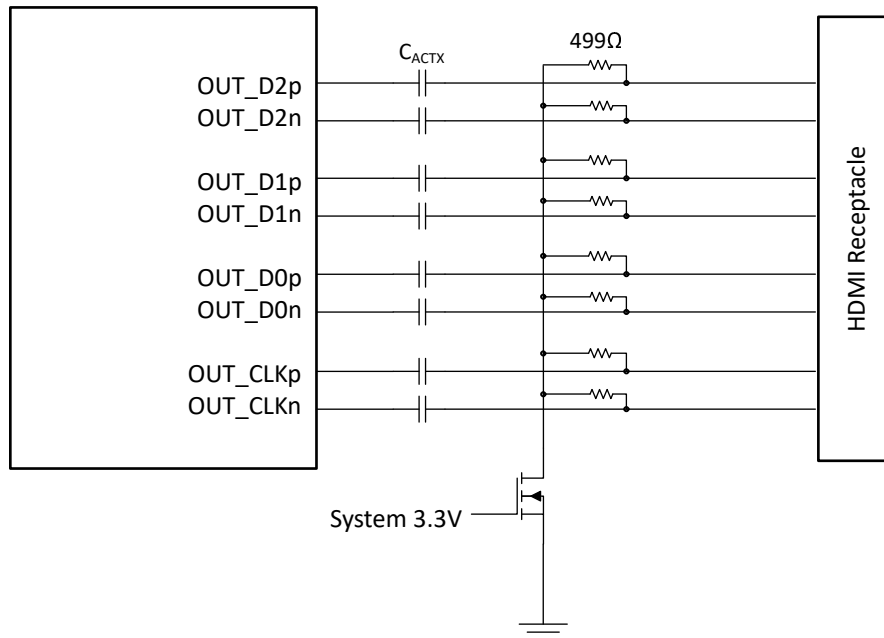 499Ω
C_ACTX
OUT_D2p
OUT_D2n
OUT_D1p
OUT_D1n
OUT_D0p
OUT_D0n
OUT_CLKp
OUT_CLKn
HDMI Receptacle
System 3.3V